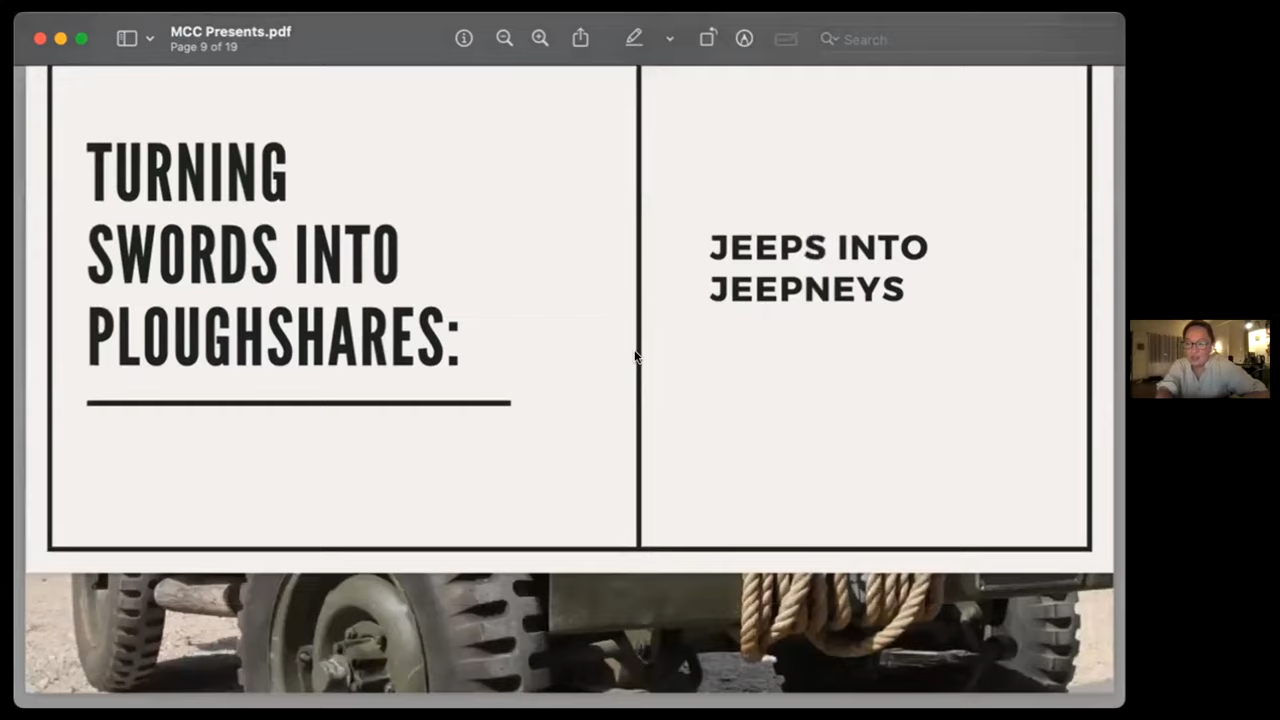 MCC Presents.pdf
Page 9 of 19
Search
TURNING
SWORDS INTO
PLOUGHSHARES:
JEEPS INTO
JEEPNEYS